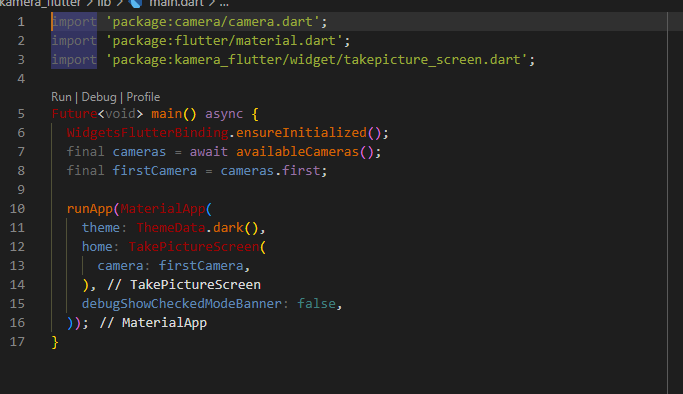 kamera_flutter > lib > main.dart > ...
1 import 'package:camera/camera.dart';
2 import 'package:flutter/material.dart';
3 import 'package:kamera_flutter/widget/takepicture_screen.dart';
4
Run | Debug | Profile
5 Future<void> main() async {
6 WidgetsFlutterBinding.ensureInitialized();
7 final cameras = await availableCameras();
8 final firstCamera = cameras.first;
9
10 runApp(MaterialApp(
11 theme: ThemeData.dark(),
12 home: TakePictureScreen(
13 camera: firstCamera,
14 ), // TakePictureScreen
15 debugShowCheckedModeBanner: false,
16 )); // MaterialApp
17 }